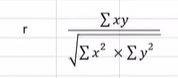 r
∑xy
√∑x² × ∑y²